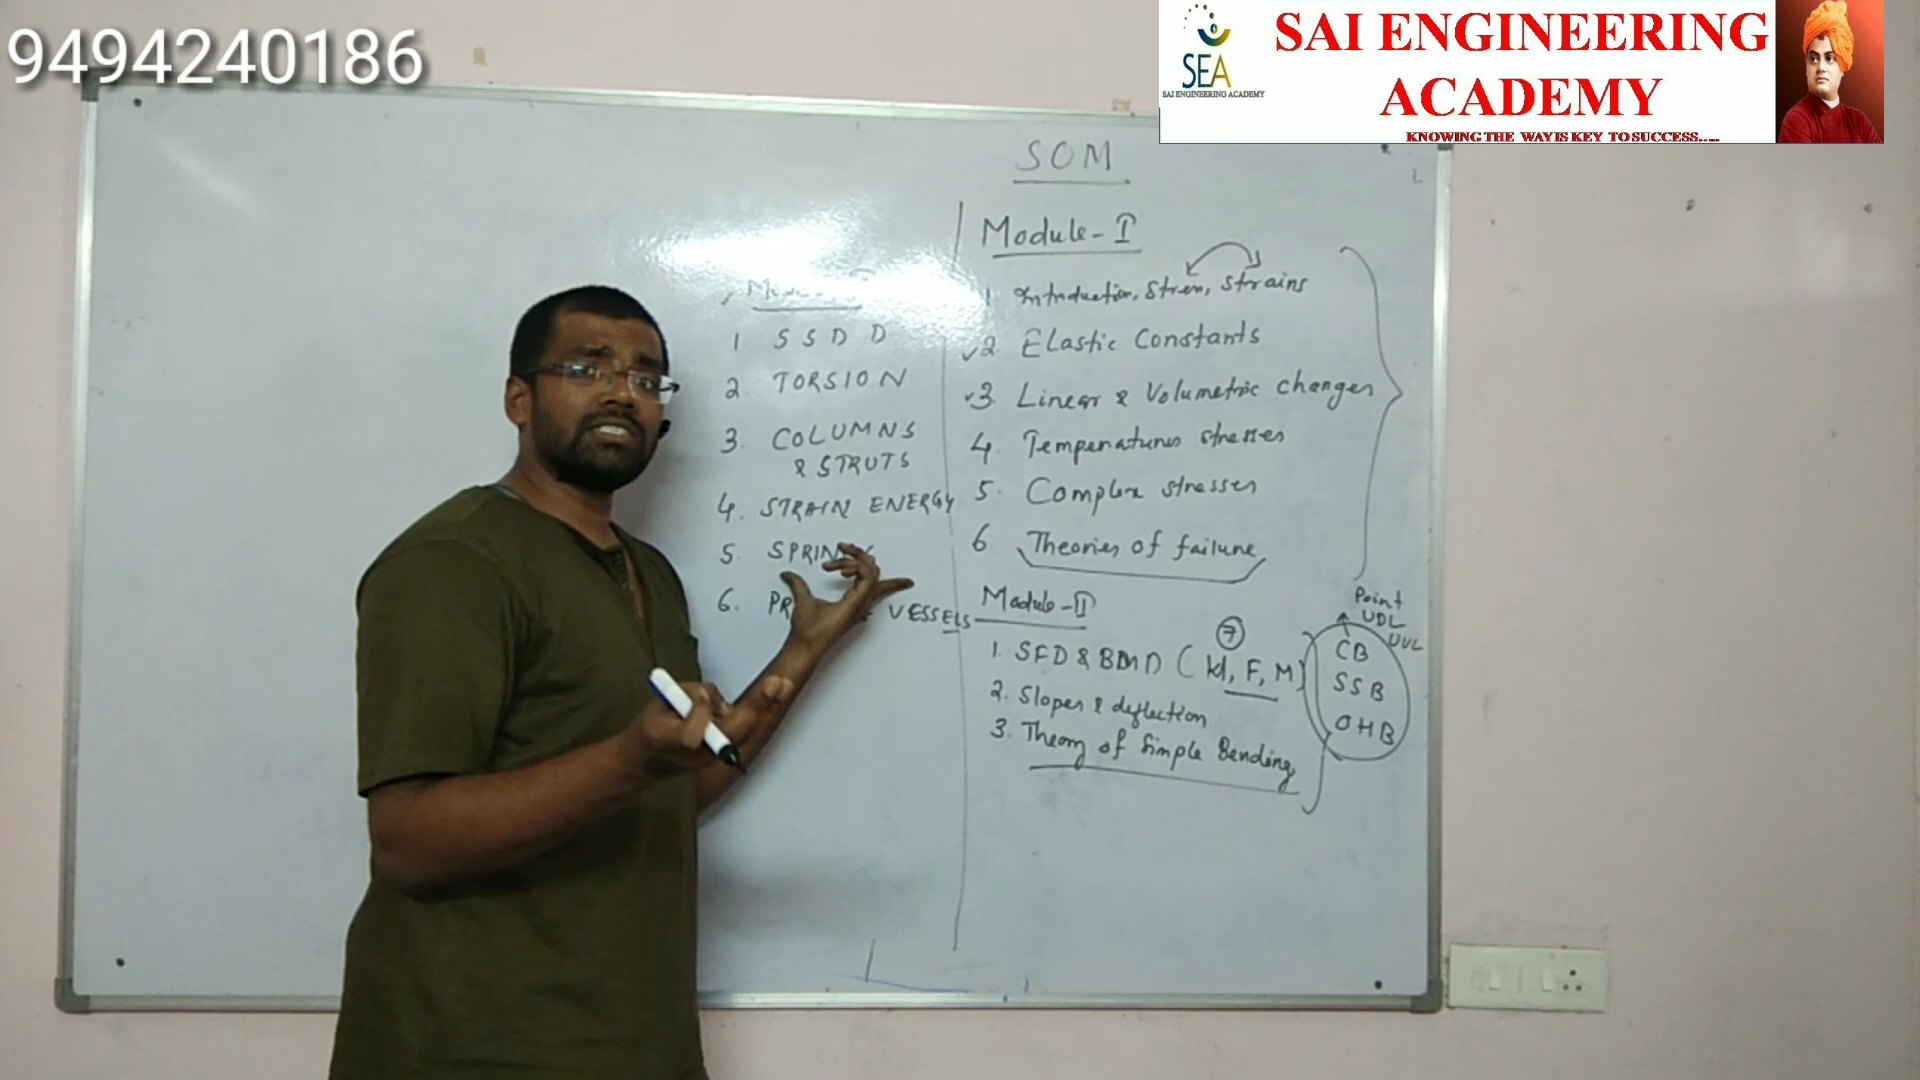 9494240186
SEA
SAI ENGINEERING ACADEMY
SAI ENGINEERING
ACADEMY
KNOWING THE WAY IS KEY TO SUCCESS.....
SOM
Module-I
1 Introduction, Stress, Strains
2. Elastic Constants
3. Linear & Volumetric changes
4. Temperatures stresses
5. Complex stresses
6 Theories of failure
Module-II
1. SFD & BMD ( , F, M)
7
2. Slopes & deflection
3. Theory of Simple Bending
Point
UDL
UVL
CB
SSB
OHB
1 SSDD
2. TORSION
3. COLUMNS
& STRUTS
4. STRAIN ENERGY
5. SPRIN
6. PR VESSELS